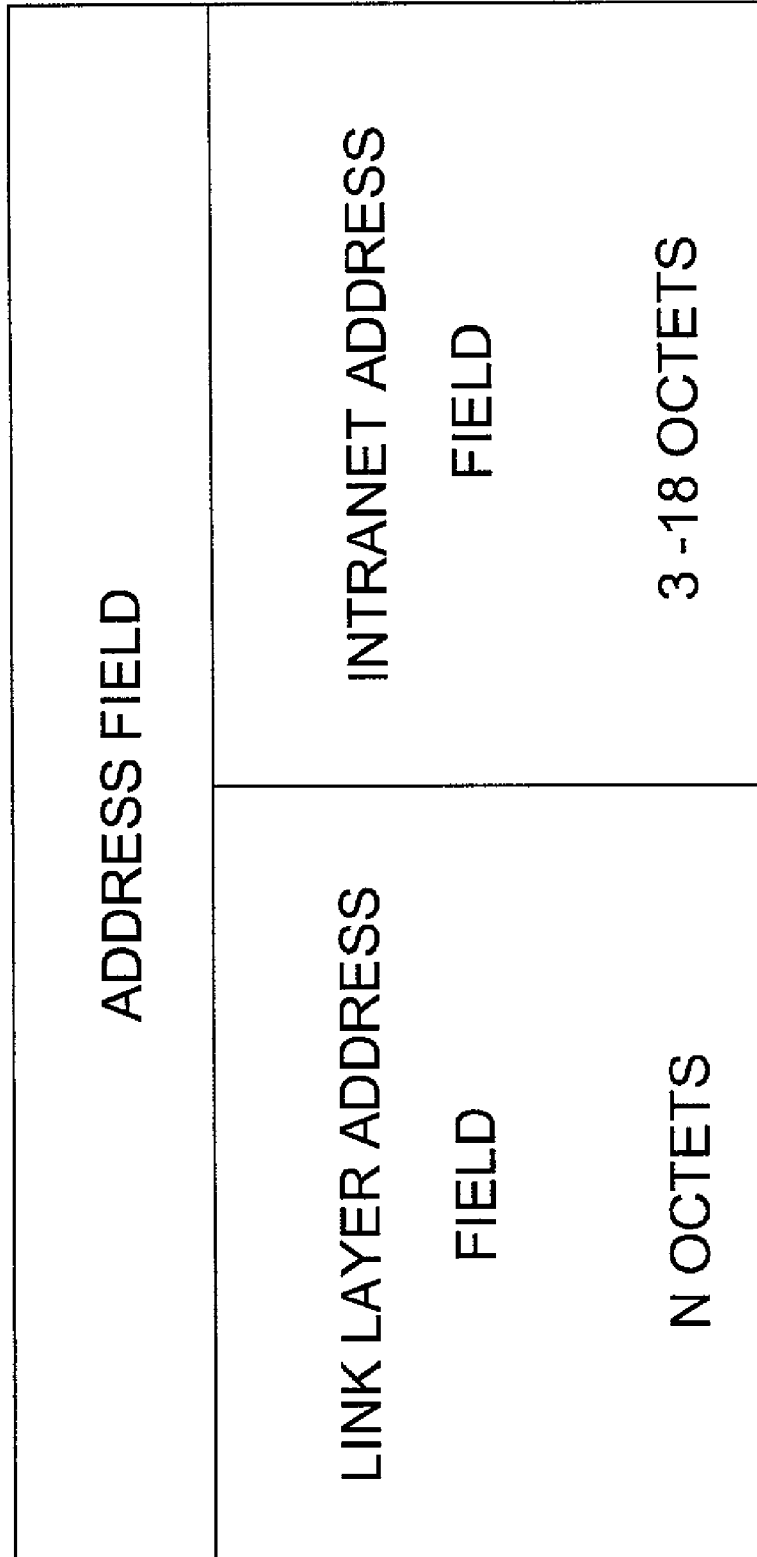 ADDRESS FIELD
LINK LAYER ADDRESS
FIELD
N OCTETS
INTRANET ADDRESS
FIELD
3 -18 OCTETS